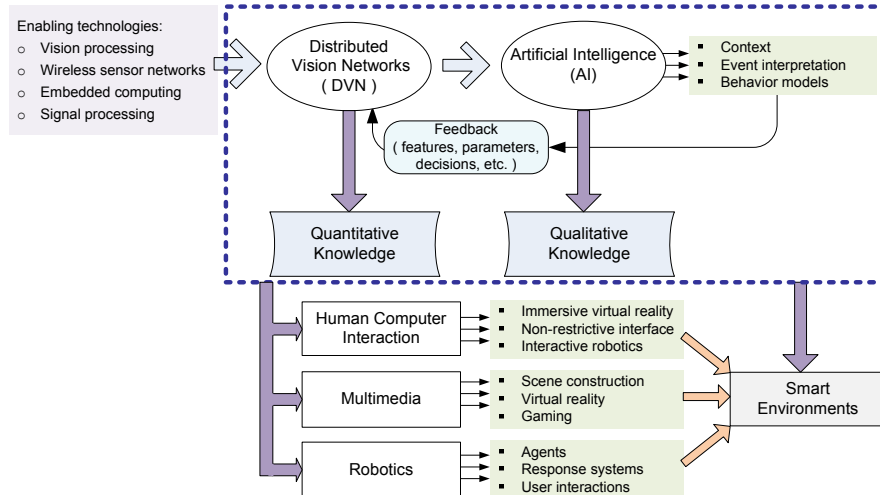 Enabling technologies:
○ Vision processing
○ Wireless sensor networks
○ Embedded computing
○ Signal processing
Distributed
Vision Networks
( DVN )
Artificial Intelligence
(AI)
▪ Context
▪ Event interpretation
▪ Behavior models
Feedback
( features, parameters,
decisions, etc. )
Quantitative
Knowledge
Qualitative
Knowledge
Human Computer
Interaction
▪ Immersive virtual reality
▪ Non-restrictive interface
▪ Interactive robotics
Multimedia
▪ Scene construction
▪ Virtual reality
▪ Gaming
Smart
Environments
Robotics
▪ Agents
▪ Response systems
▪ User interactions